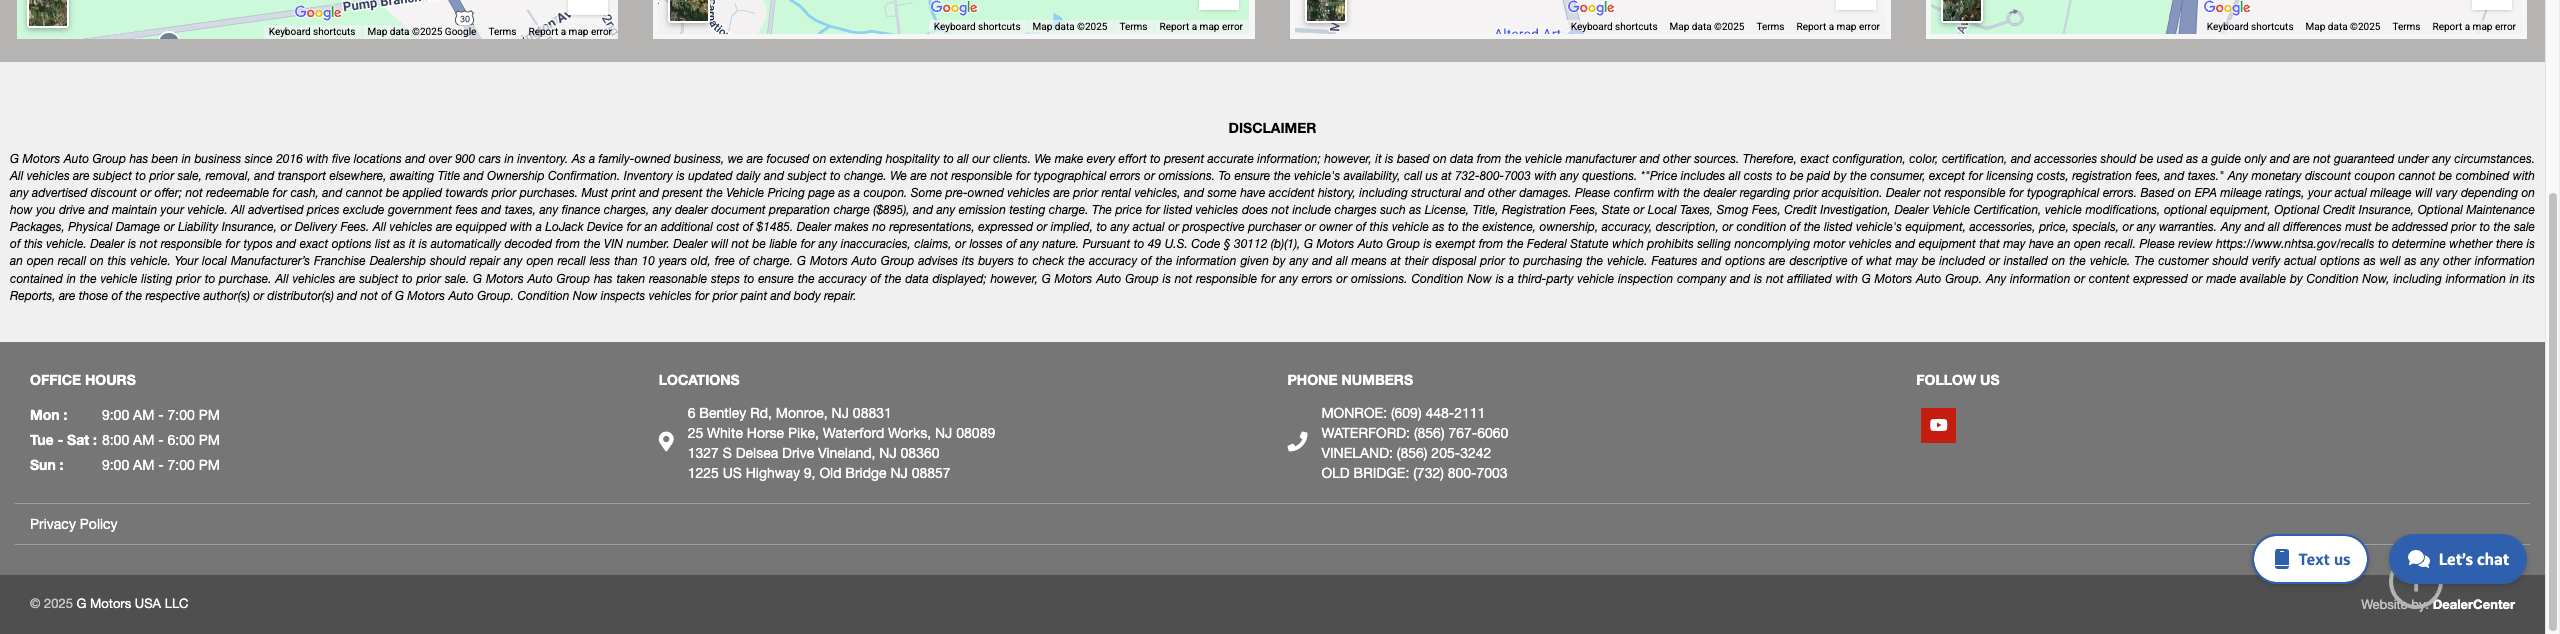 Google
Pump Branch
30
Keyboard shortcuts Map data ©2025 Google Terms Report a map error
Google
Keyboard shortcuts Map data ©2025 Terms Report a map error
Google
Altered Art
Keyboard shortcuts Map data ©2025 Terms Report a map error
Google
Keyboard shortcuts Map data ©2025 Terms Report a map error
DISCLAIMER
G Motors Auto Group has been in business since 2016 with five locations and over 900 cars in inventory. As a family-owned business, we are focused on extending hospitality to all our clients. We make every effort to present accurate information; however, it is based on data from the vehicle manufacturer and other sources. Therefore, exact configuration, color, certification, and accessories should be used as a guide only and are not guaranteed under any circumstances.
All vehicles are subject to prior sale, removal, and transport elsewhere, awaiting Title and Ownership Confirmation. Inventory is updated daily and subject to change. We are not responsible for typographical errors or omissions. To ensure the vehicle's availability, call us at 732-800-7003 with any questions. *"Price includes all costs to be paid by the consumer, except for licensing costs, registration fees, and taxes." Any monetary discount coupon cannot be combined with
any advertised discount or offer; not redeemable for cash, and cannot be applied towards prior purchases. Must print and present the Vehicle Pricing page as a coupon. Some pre-owned vehicles are prior rental vehicles, and some have accident history, including structural and other damages. Please confirm with the dealer regarding prior acquisition. Dealer not responsible for typographical errors. Based on EPA mileage ratings, your actual mileage will vary depending on
how you drive and maintain your vehicle. All advertised prices exclude government fees and taxes, any finance charges, any dealer document preparation charge ($895), and any emission testing charge. The price for listed vehicles does not include charges such as License, Title, Registration Fees, State or Local Taxes, Smog Fees, Credit Investigation, Dealer Vehicle Certification, vehicle modifications, optional equipment, Optional Credit Insurance, Optional Maintenance
Packages, Physical Damage or Liability Insurance, or Delivery Fees. All vehicles are equipped with a LoJack Device for an additional cost of $1485. Dealer makes no representations, expressed or implied, to any actual or prospective purchaser or owner of this vehicle as to the existence, ownership, accuracy, description, or condition of the listed vehicle's equipment, accessories, price, specials, or any warranties. Any and all differences must be addressed prior to the sale
of this vehicle. Dealer is not responsible for typos and exact options list as it is automatically decoded from the VIN number. Dealer will not be liable for any inaccuracies, claims, or losses of any nature. Pursuant to 49 U.S. Code § 30112 (b)(1), G Motors Auto Group is exempt from the Federal Statute which prohibits selling noncomplying motor vehicles and equipment that may have an open recall. Please review https://www.nhtsa.gov/recalls to determine whether there is
an open recall on this vehicle. Your local Manufacturer's Franchise Dealership should repair any open recall less than 10 years old, free of charge. G Motors Auto Group advises its buyers to check the accuracy of the information given by any and all means at their disposal prior to purchasing the vehicle. Features and options are descriptive of what may be included or installed on the vehicle. The customer should verify actual options as well as any other information
contained in the vehicle listing prior to purchase. All vehicles are subject to prior sale. G Motors Auto Group has taken reasonable steps to ensure the accuracy of the data displayed; however, G Motors Auto Group is not responsible for any errors or omissions. Condition Now is a third-party vehicle inspection company and is not affiliated with G Motors Auto Group. Any information or content expressed or made available by Condition Now, including information in its
Reports, are those of the respective author(s) or distributor(s) and not of G Motors Auto Group. Condition Now inspects vehicles for prior paint and body repair.
OFFICE HOURS
Mon : 9:00 AM - 7:00 PM
Tue - Sat : 8:00 AM - 6:00 PM
Sun : 9:00 AM - 7:00 PM
LOCATIONS
6 Bentley Rd, Monroe, NJ 08831
25 White Horse Pike, Waterford Works, NJ 08089
1327 S Delsea Drive Vineland, NJ 08360
1225 US Highway 9, Old Bridge NJ 08857
PHONE NUMBERS
MONROE: (609) 448-2111
WATERFORD: (856) 767-6060
VINELAND: (856) 205-3242
OLD BRIDGE: (732) 800-7003
FOLLOW US
Privacy Policy
Text us
Let's chat
© 2025 G Motors USA LLC
Website by: DealerCenter